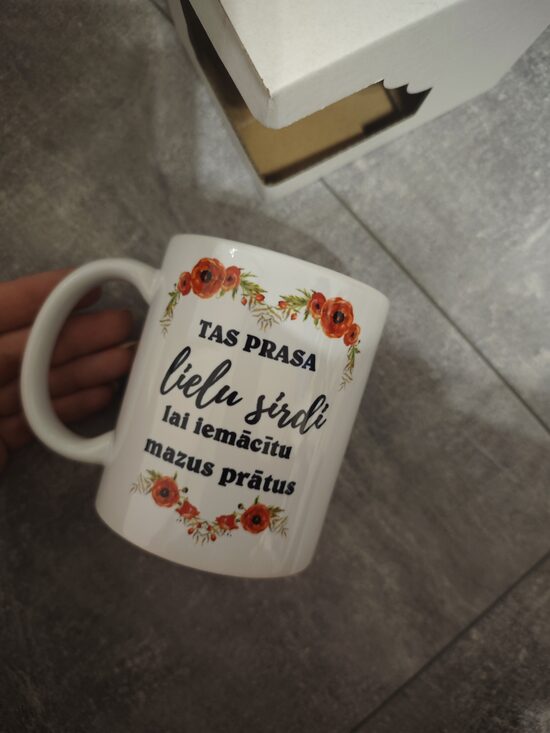 TAS PRASA
lielu sirdi
lai iemācītu
mazus prātus